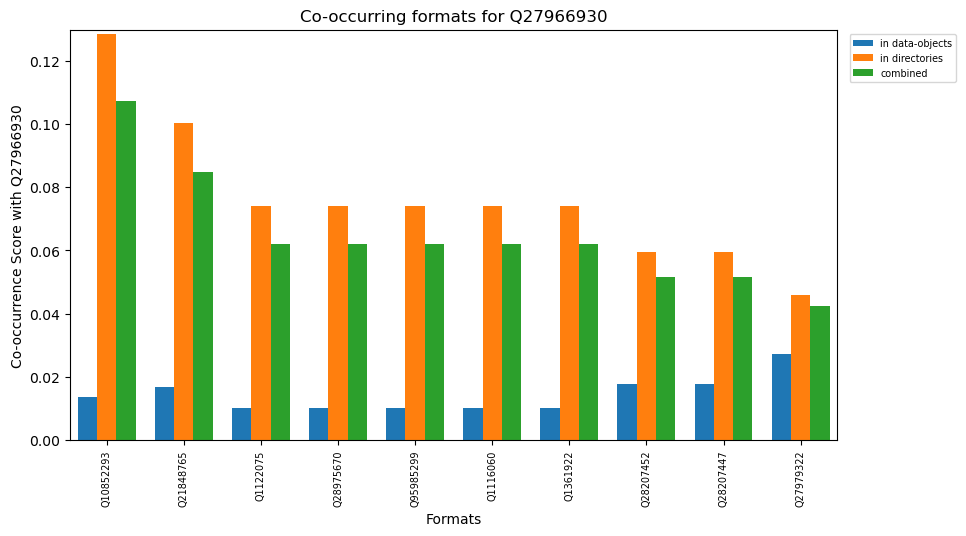 Co-occurring formats for Q27966930
in data-objects
in directories
combined
Co-occurrence Score with Q27966930
0.12
0.10
0.08
0.06
0.04
0.02
0.00
Q10852293
Q21848765
Q1122075
Q28975670
Q95985299
Q1116060
Q1361922
Q28207452
Q28207447
Q27979322
Formats